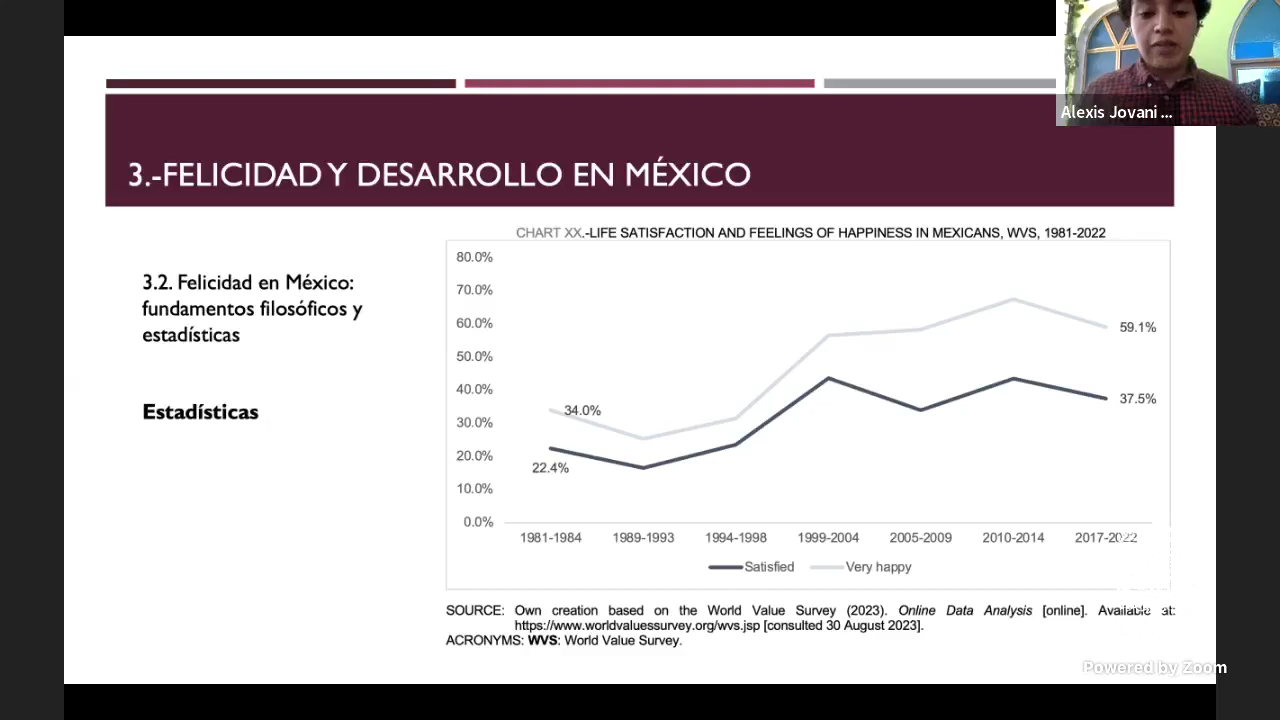 Alexis Jovani ...
3.-FELICIDAD Y DESARROLLO EN MÉXICO
3.2. Felicidad en México:
fundamentos filosóficos y
estadísticas
Estadísticas
CHART XX.-LIFE SATISFACTION AND FEELINGS OF HAPPINESS IN MEXICANS, WVS, 1981-2022
80.0%
70.0%
60.0%
50.0%
40.0%
30.0%
20.0%
10.0%
0.0%
34.0%
22.4%
59.1%
37.5%
1981-1984 1989-1993 1994-1998 1999-2004 2005-2009 2010-2014 2017-2022
Satisfied Very happy
SOURCE: Own creation based on the World Value Survey (2023). Online Data Analysis [online]. Available at:
https://www.worldvaluessurvey.org/wvs.jsp [consulted 30 August 2023].
ACRONYMS: WVS: World Value Survey.
Powered by Zoom